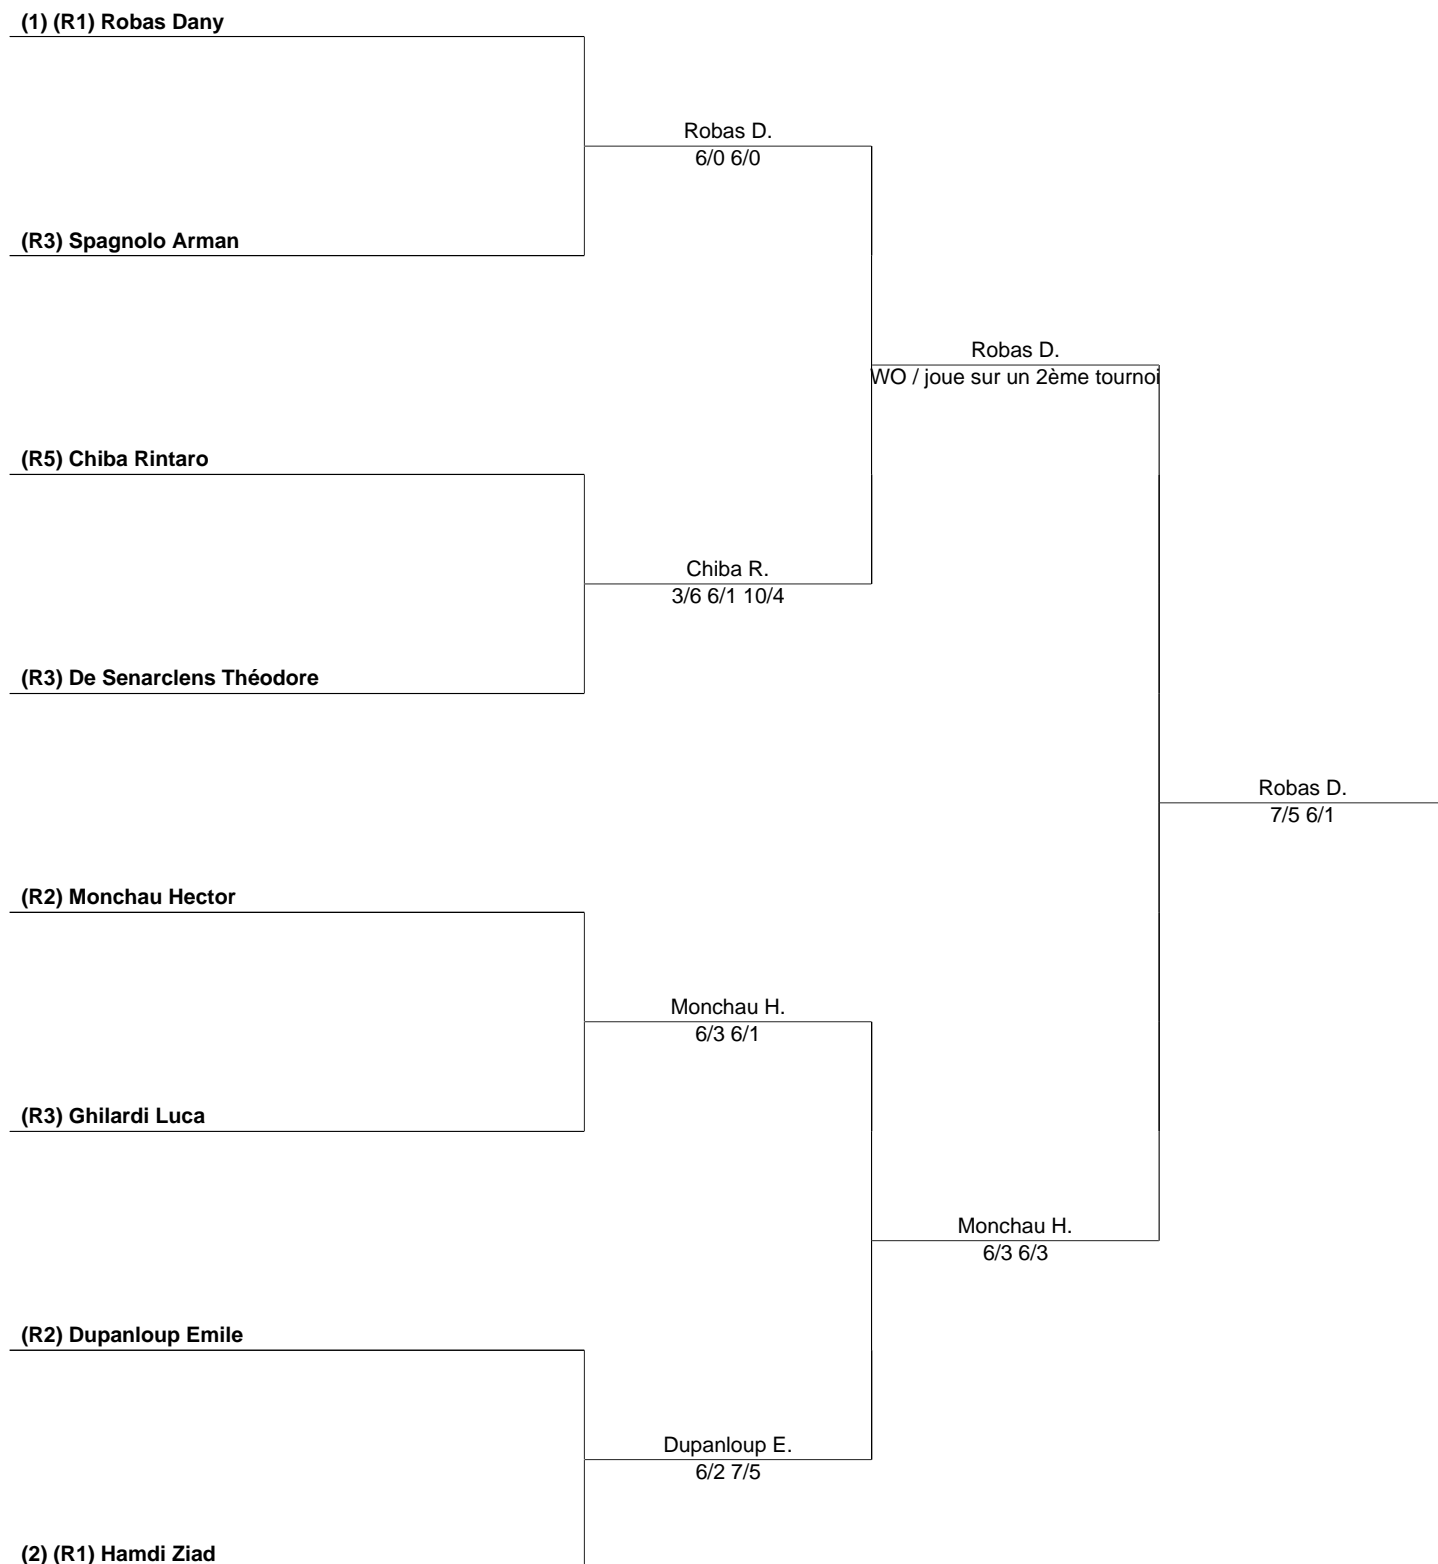 (1) (R1) Robas Dany
Robas D.
6/0 6/0
(R3) Spagnolo Arman
Robas D.
WO / joue sur un 2ème tournoi
(R5) Chiba Rintaro
Chiba R.
3/6 6/1 10/4
(R3) De Senarclens Théodore
Robas D.
7/5 6/1
(R2) Monchau Hector
Monchau H.
6/3 6/1
(R3) Ghilardi Luca
Monchau H.
6/3 6/3
(R2) Dupanloup Emile
Dupanloup E.
6/2 7/5
(2) (R1) Hamdi Ziad